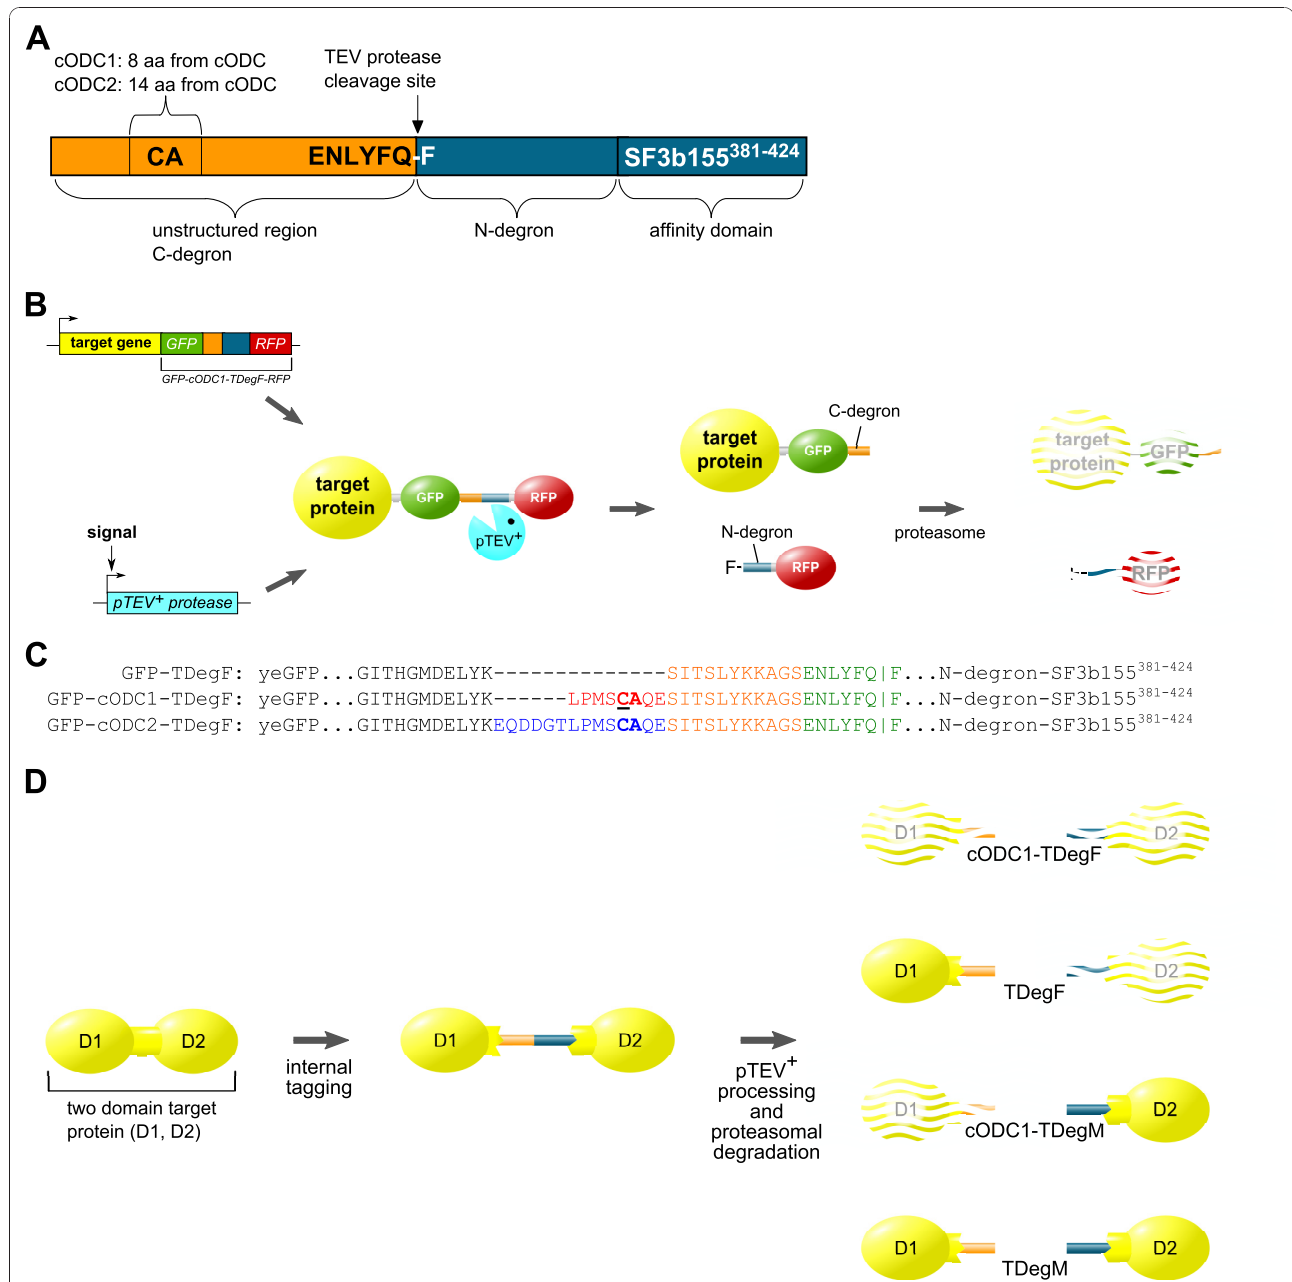 A
cODC1: 8 aa from cODC
cODC2: 14 aa from cODC
TEV protease
cleavage site
CA
ENLYFQ-F
SF3b155381-424
unstructured region
C-degron
N-degron
affinity domain
B
target gene GFP RFP
GFP-cODC1-TDegF-RFP
signal
pTEV+ protease
target
protein
GFP
RFP
pTEV+
target
protein
GFP
C-degron
N-degron
F-
RFP
proteasome
target
protein
GFP
F-
RFP
C
GFP-TDegF: yeGFP...GITHGMDELYK--------------SITSLYKKAGSENLYFQ|F...N-degron-SF3b155381-424
GFP-cODC1-TDegF: yeGFP...GITHGMDELYK------LPMSCAQESITSLYKKAGSENLYFQ|F...N-degron-SF3b155381-424
GFP-cODC2-TDegF: yeGFP...GITHGMDELYKEQDDGTLPMSCAQESITSLYKKAGSENLYFQ|F...N-degron-SF3b155381-424
D
D1 D2
two domain target
protein (D1, D2)
internal
tagging
D1 D2
pTEV+
processing
and
proteasomal
degradation
D1 D2
cODC1-TDegF
D1 D2
TDegF
D1 D2
cODC1-TDegM
D1 D2
TDegM